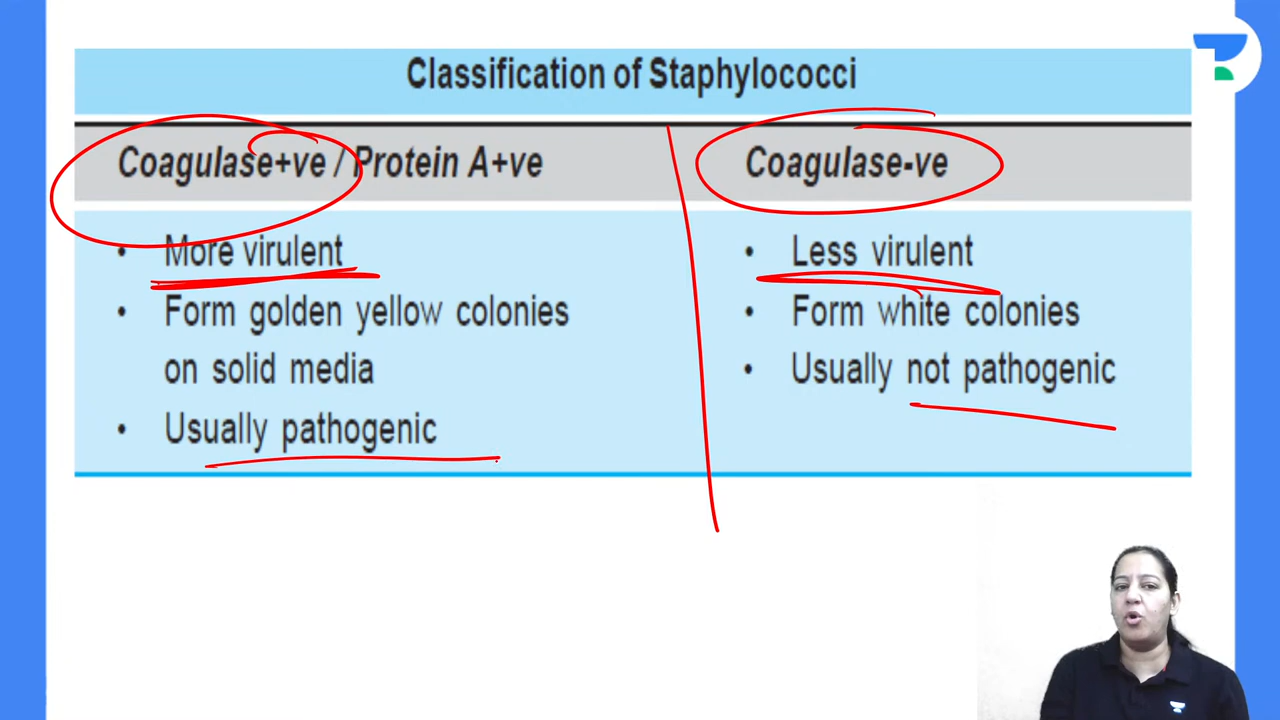 Classification of Staphylococci
Coagulase+ve / Protein A+ve
Coagulase-ve
• More virulent
• Form golden yellow colonies
on solid media
• Usually pathogenic
• Less virulent
• Form white colonies
• Usually not pathogenic